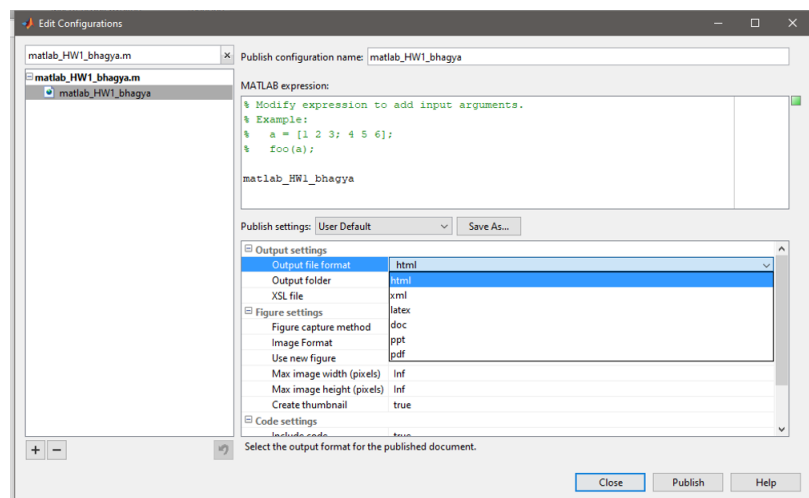 Edit Configurations
matlab_HW1_bhagya.m
Publish configuration name: matlab_HW1_bhagya
matlab_HW1_bhagya.m
matlab_HW1_bhagya
MATLAB expression:
% Modify expression to add input arguments.
% Example:
% a = [1 2 3; 4 5 6];
% foo(a);
matlab_HW1_bhagya
Publish settings: User Default Save As...
Output settings
Output file format html
Output folder html
XSL file xml
Figure settings latex
Figure capture method doc
Image Format ppt
Use new figure pdf
Max image width (pixels) Inf
Max image height (pixels) Inf
Create thumbnail true
Code settings
Include code true
Select the output format for the published document.
Close Publish Help